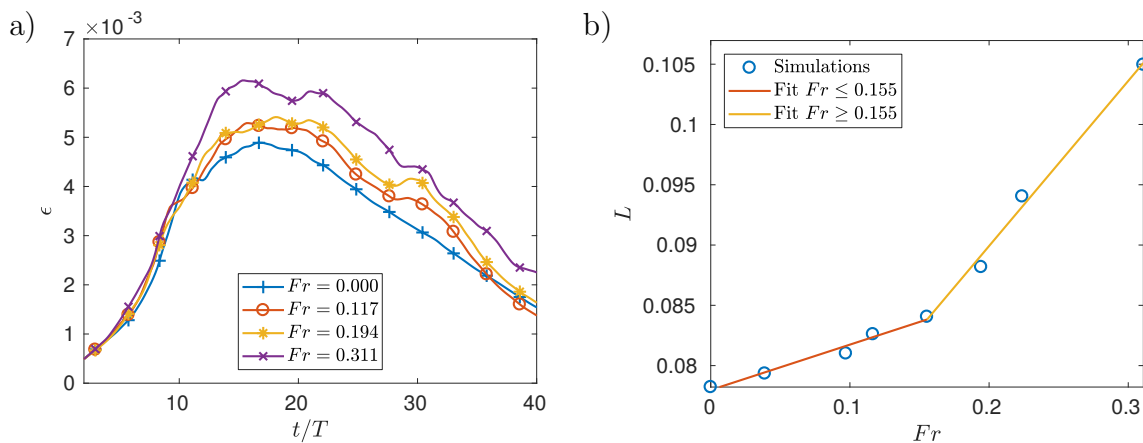 a)
×10⁻³
7
6
5
4
3
2
1
0
ϵ
10 20 30 40
t/T
Fr = 0.000
Fr = 0.117
Fr = 0.194
Fr = 0.311
b)
0.105
0.1
0.095
0.09
0.085
0.08
L
0 0.1 0.2 0.3
Fr
Simulations
Fit Fr ≤ 0.155
Fit Fr ≥ 0.155